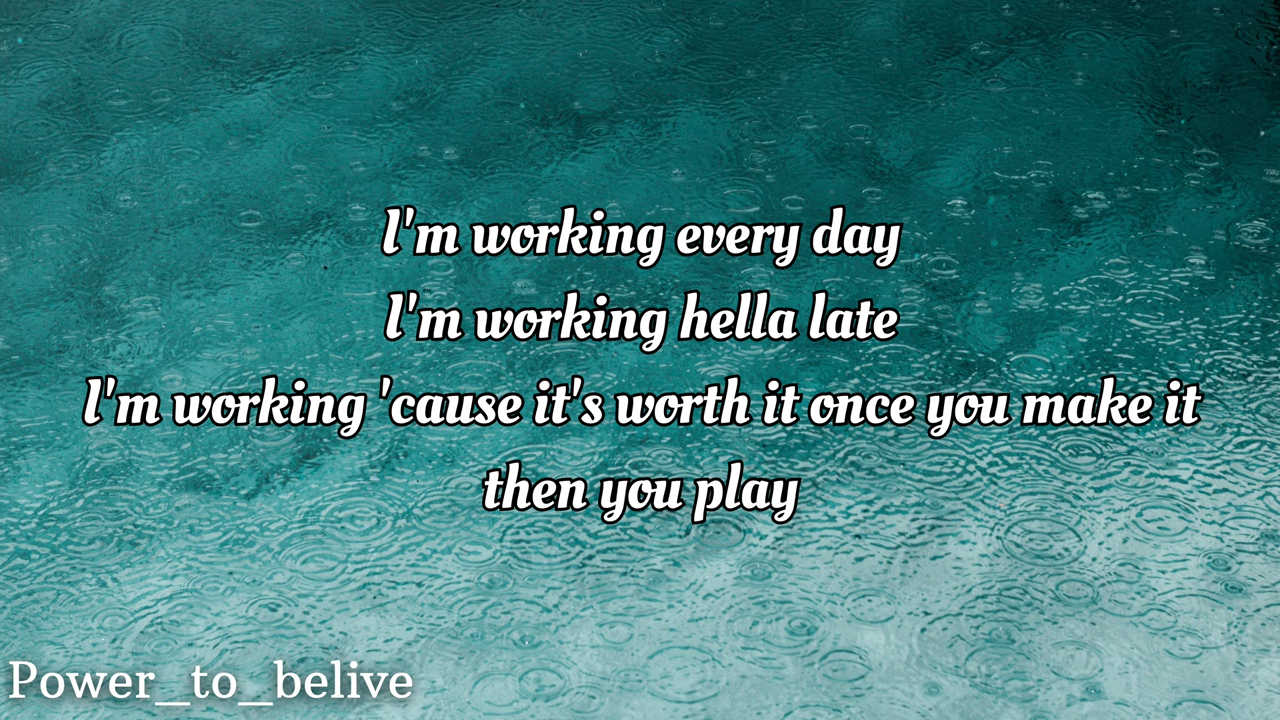 I'm working every day
I'm working hella late
I'm working 'cause it's worth it once you make it
then you play
Power_to_belive